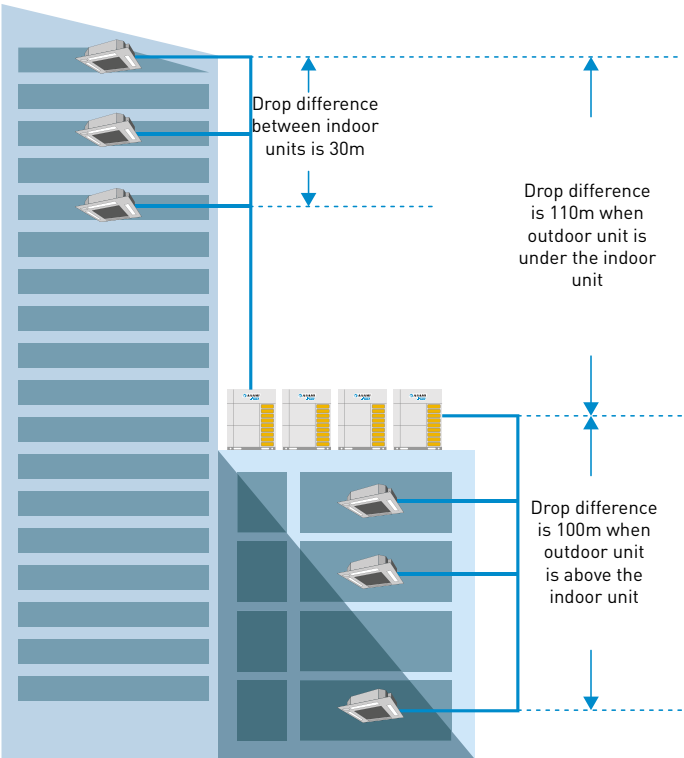 Drop difference
between indoor
units is 30m
Drop difference
is 110m when
outdoor unit is
under the indoor
unit
Drop difference
is 100m when
outdoor unit
is above the
indoor unit